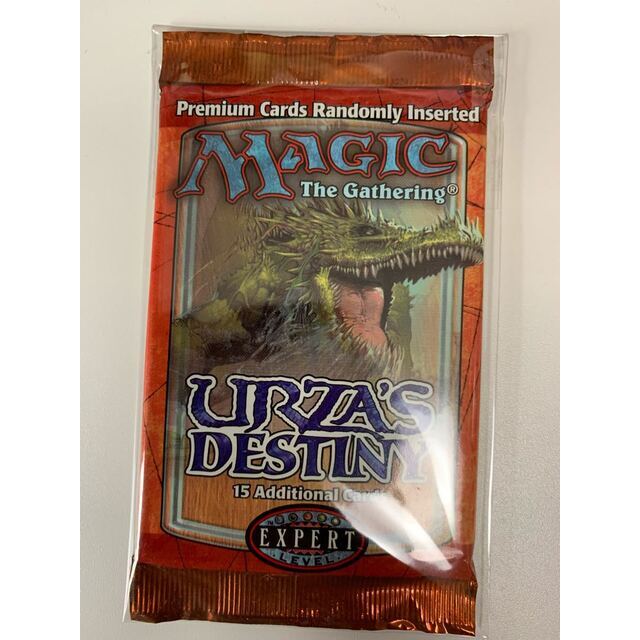 Premium Cards Randomly Inserted
MAGIC
The Gathering®
URZA'S
DESTINY
15 Additional Cards
EXPERT
LEVEL